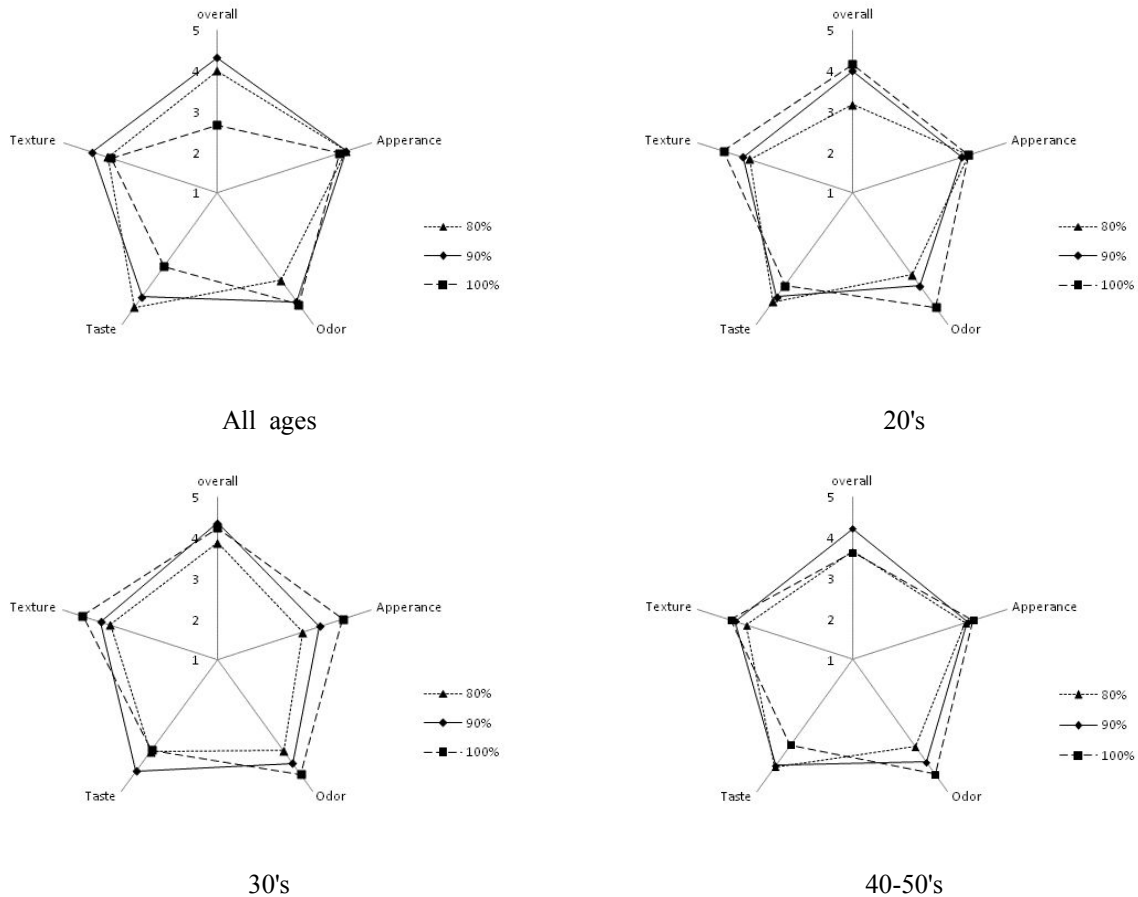 overall
5
4
3
2
1
Texture
Apperance
Taste
Odor
80%
90%
100%
All ages
overall
5
4
3
2
1
Texture
Apperance
Taste
Odor
80%
90%
100%
20's
overall
5
4
3
2
1
Texture
Apperance
Taste
Odor
80%
90%
100%
30's
overall
5
4
3
2
1
Texture
Apperance
Taste
Odor
80%
90%
100%
40-50's